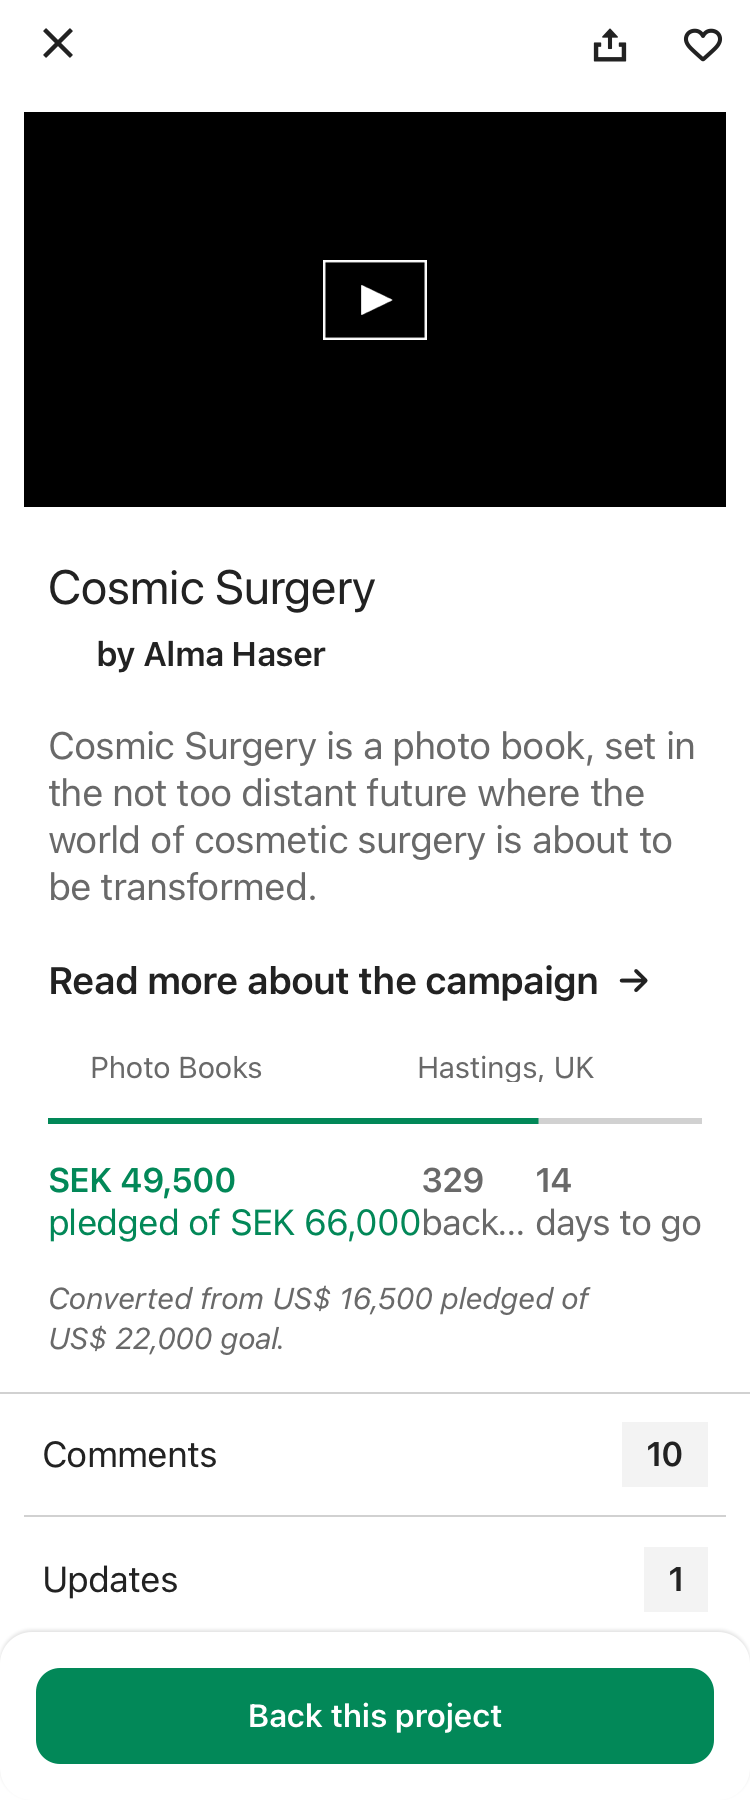 Cosmic Surgery
by Alma Haser
Cosmic Surgery is a photo book, set in
the not too distant future where the
world of cosmetic surgery is about to
be transformed.
Read more about the campaign →
Photo Books
Hastings, UK
SEK 49,500
pledged of SEK 66,000
329
back...
14
days to go
Converted from US$ 16,500 pledged of
US$ 22,000 goal.
Comments
10
Updates
1
Back this project